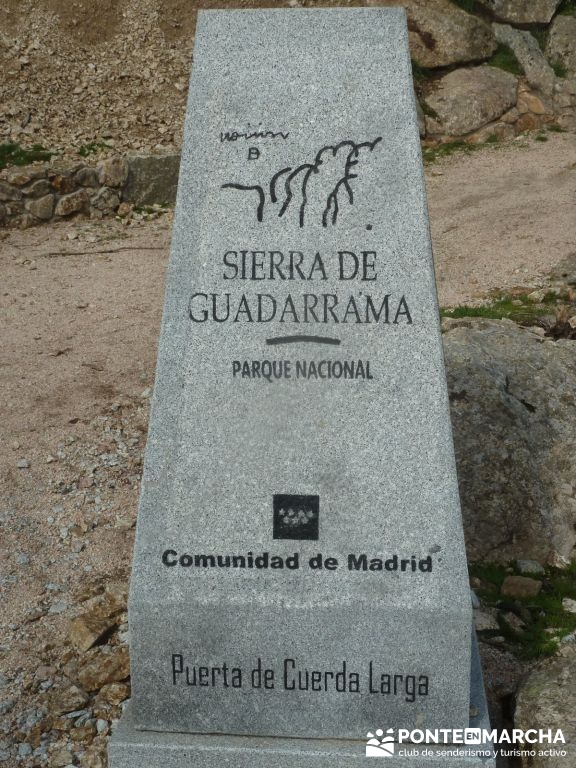 SIERRA DE
GUADARRAMA
PARQUE NACIONAL
Comunidad de Madrid
Puerta de Cuerda Larga
PONTE EN MARCHA
club de senderismo y turismo activo